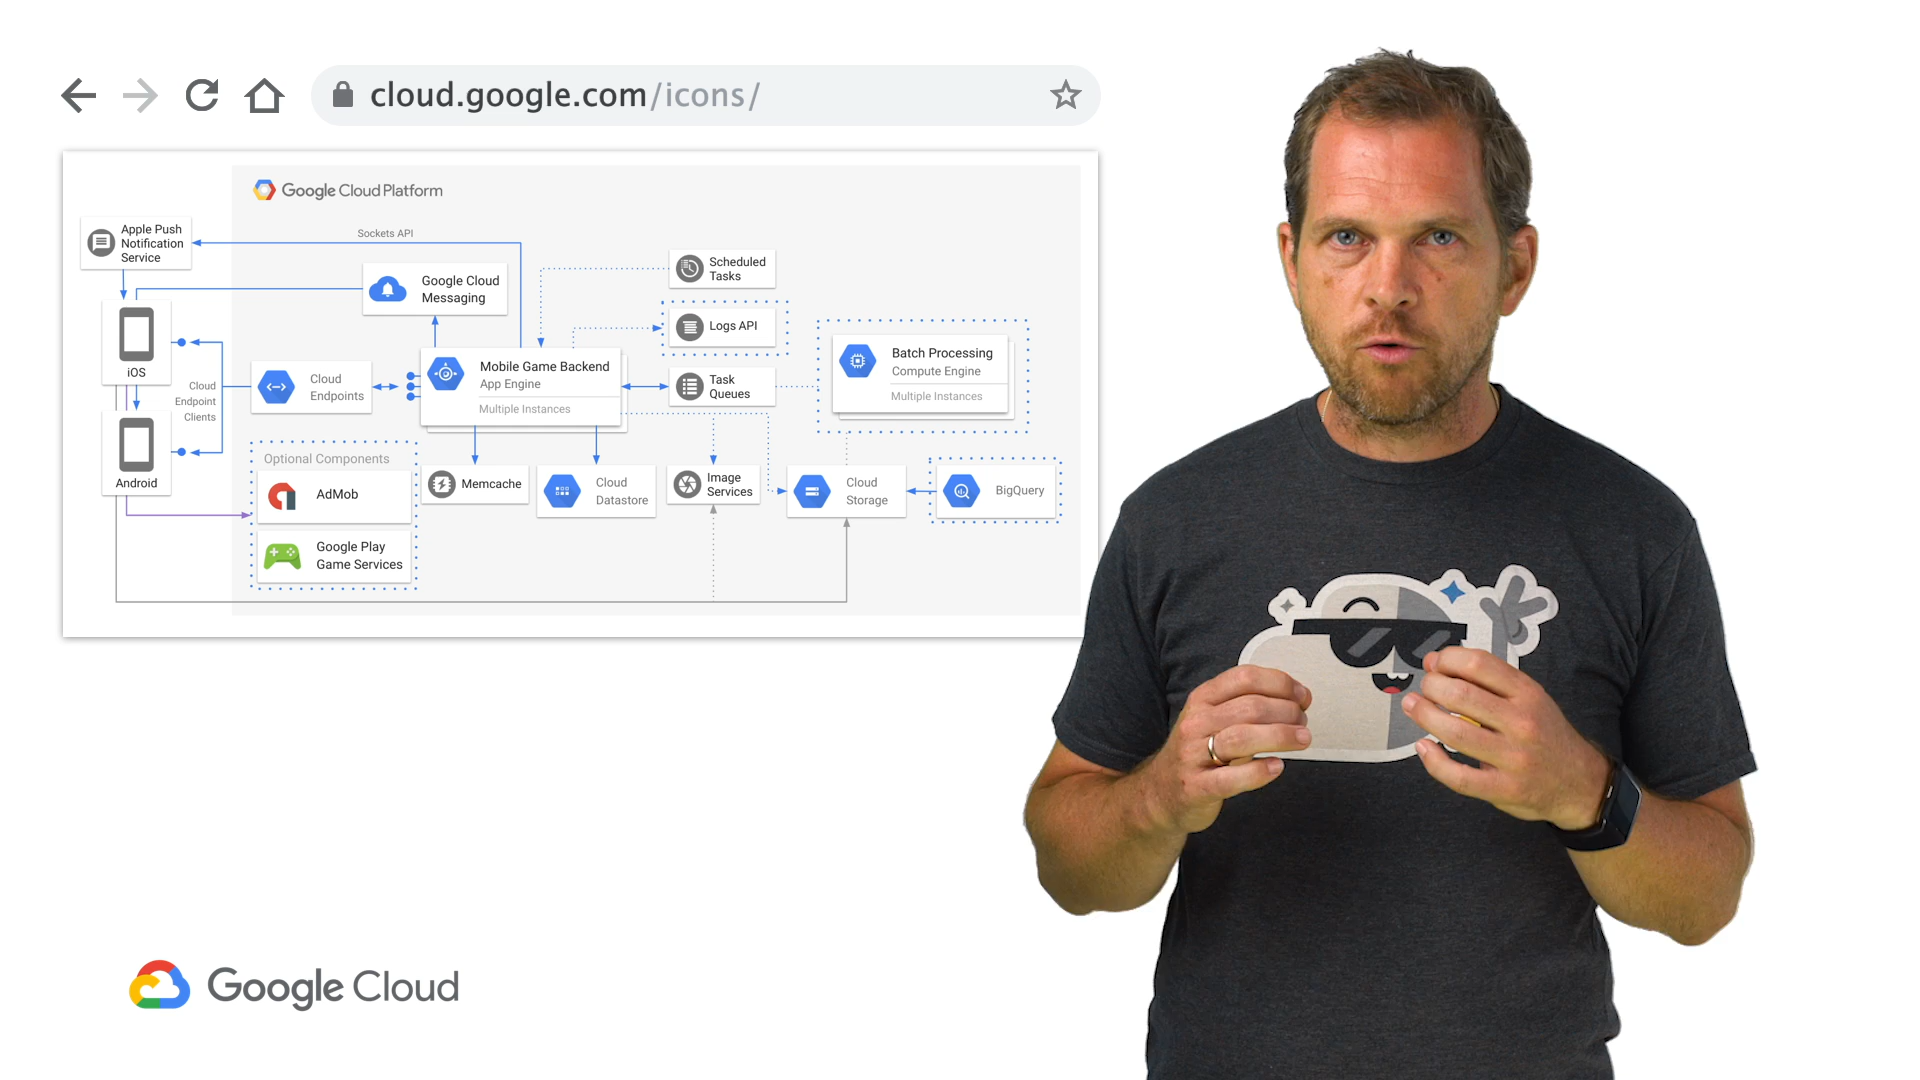 cloud.google.com/icons/
Google Cloud Platform
Apple Push
Notification
Service
Sockets API
Google Cloud
Messaging
Scheduled
Tasks
Logs API
iOS
Cloud
Endpoint
Clients
Cloud
Endpoints
Mobile Game Backend
App Engine
Multiple Instances
Task
Queues
Batch Processing
Compute Engine
Multiple Instances
Android
Optional Components
AdMob
Google Play
Game Services
Memcache
Cloud
Datastore
Image
Services
Cloud
Storage
BigQuery
Google Cloud